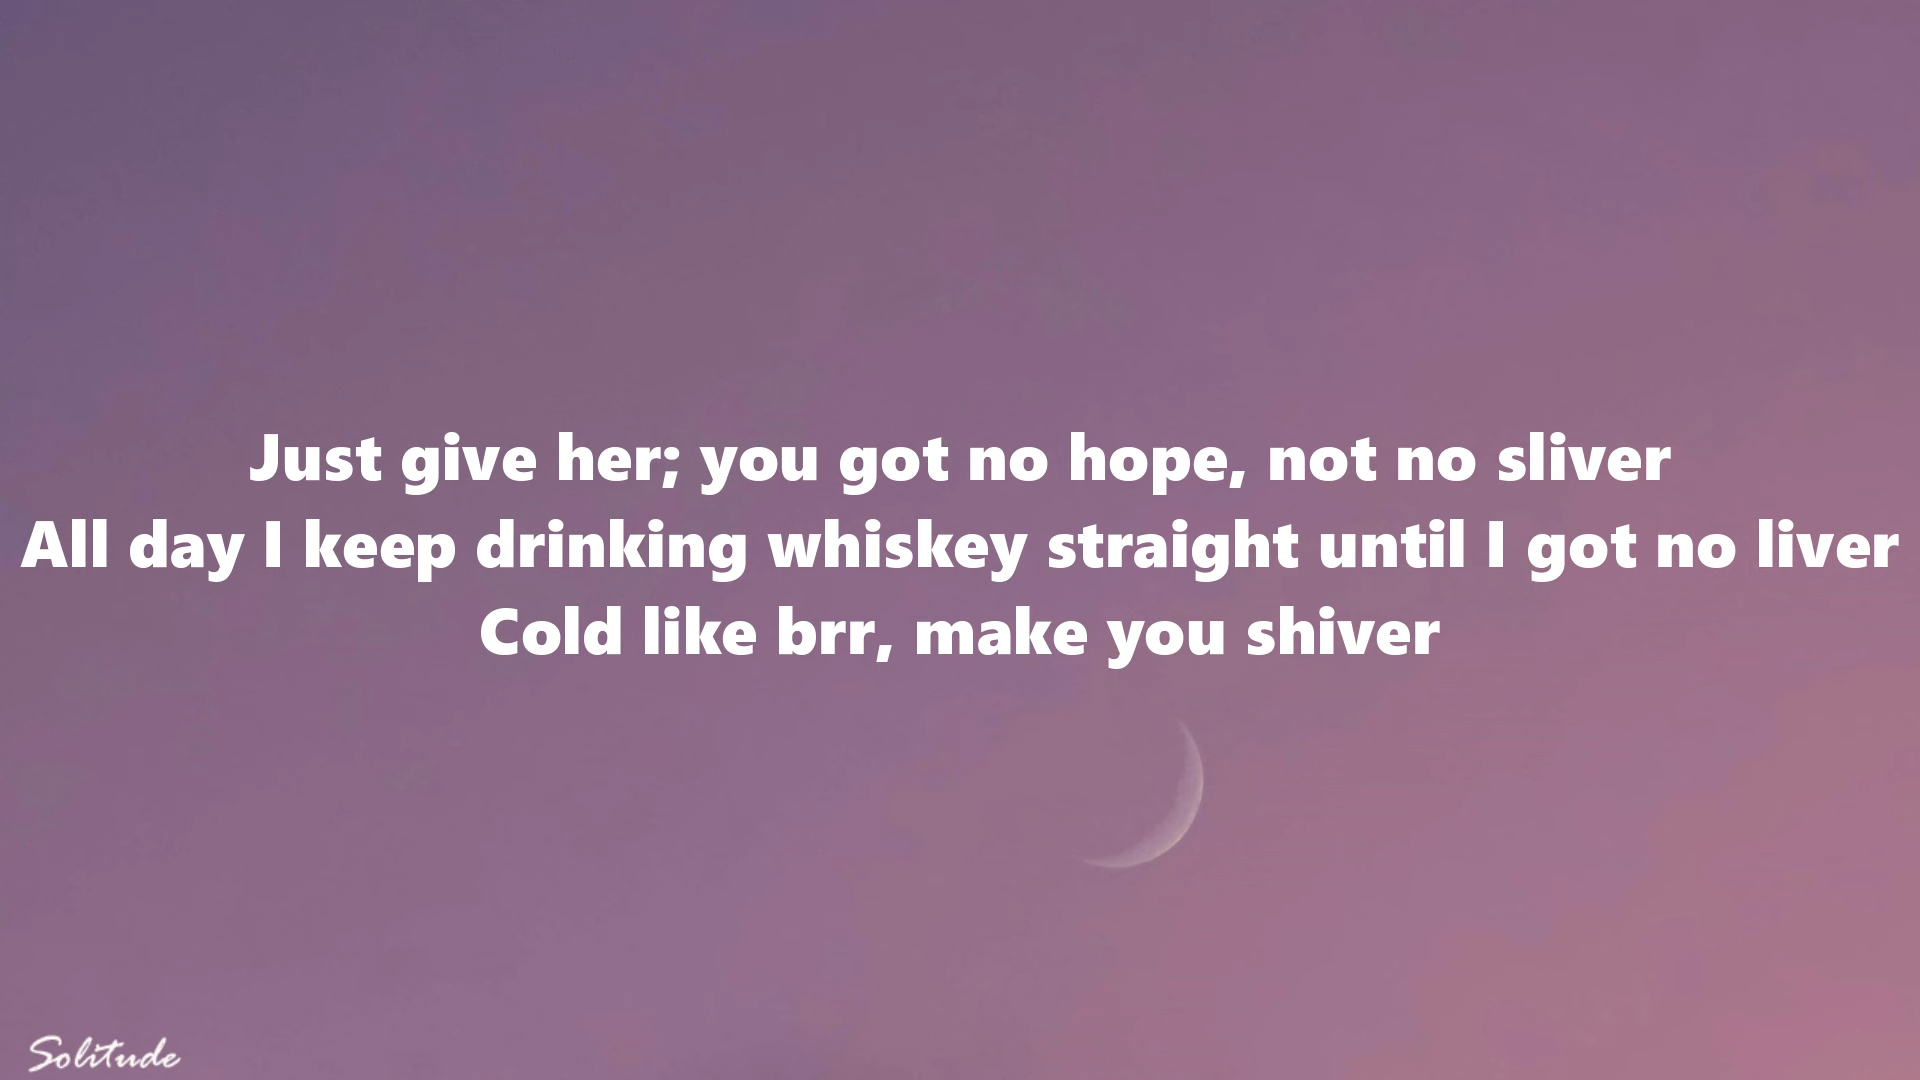 Just give her; you got no hope, not no sliver
All day I keep drinking whiskey straight until I got no liver
Cold like brr, make you shiver
Solitude